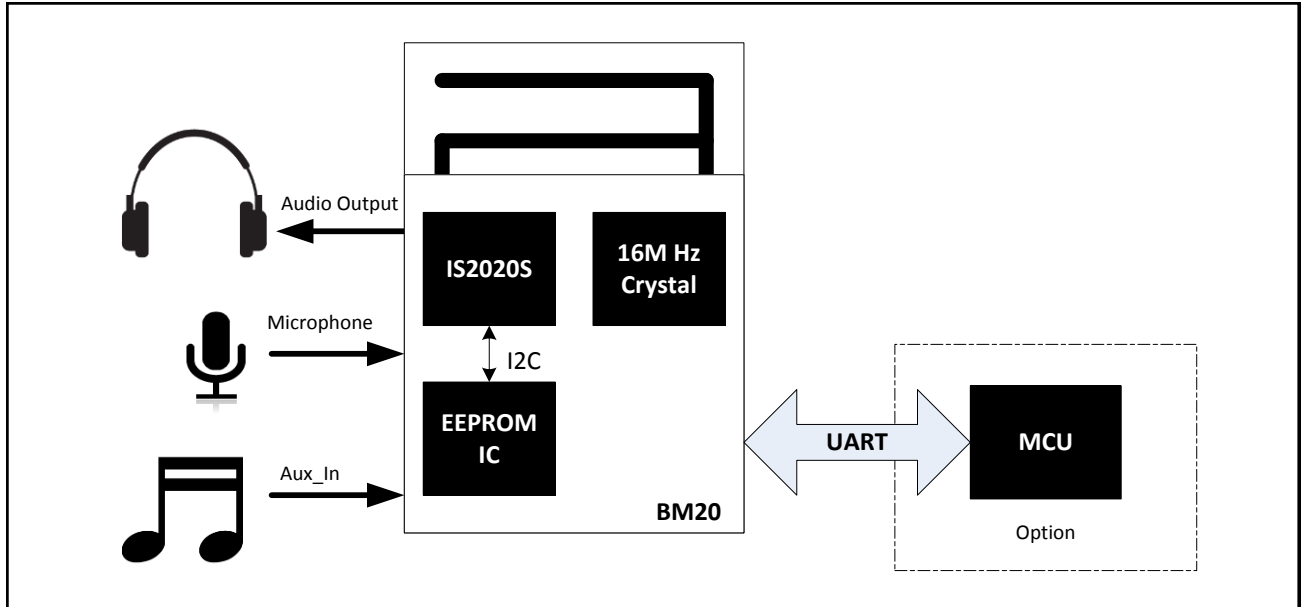 Audio Output
Microphone
Aux_In
IS2020S
16M Hz
Crystal
I2C
EEPROM
IC
BM20
UART
MCU
Option